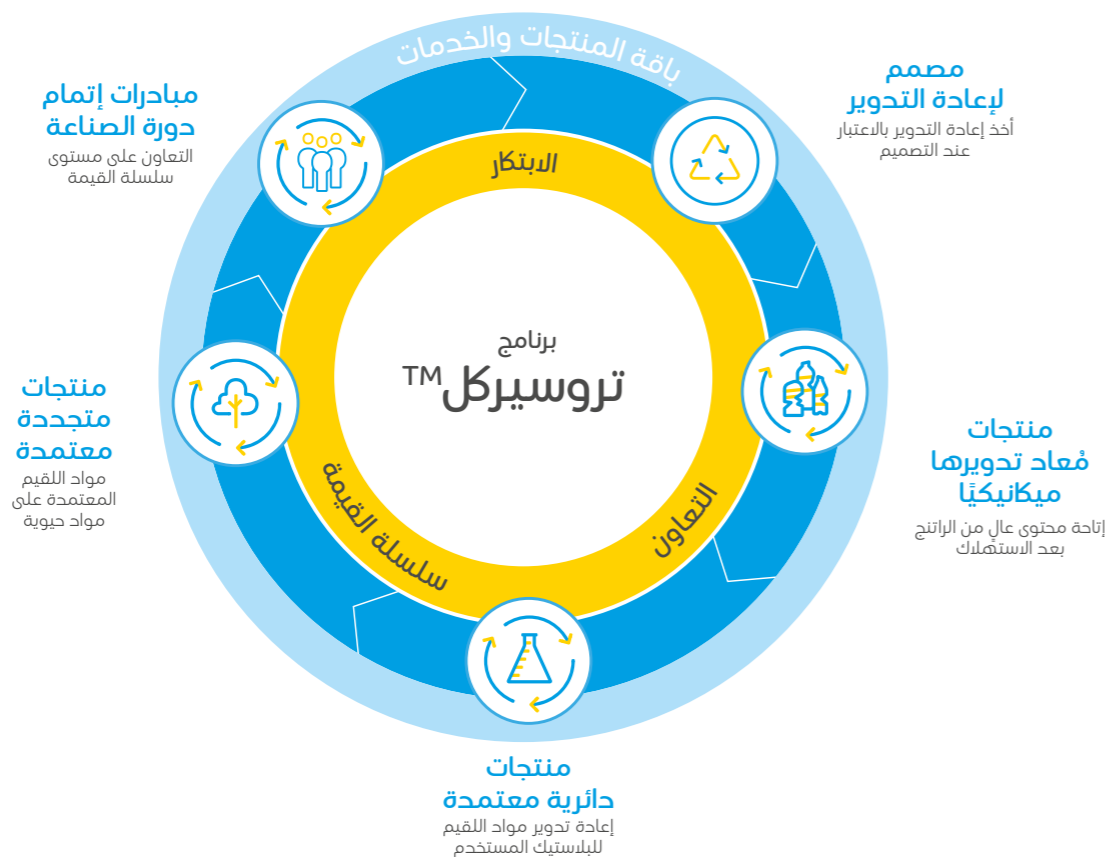 باقة المنتجات والخدمات
مصمم
لإعادة التدوير
أخذ إعادة التدوير بالاعتبار
عند التصميم
منتجات
مُعاد تدويرها
ميكانيكيًا
إتاحة محتوى عالٍ من الراتنج
بعد الاستهلاك
منتجات
دائرية معتمدة
إعادة تدوير مواد اللقيم
للبلاستيك المستخدم
منتجات
متجددة
معتمدة
مواد اللقيم
المعتمدة على
مواد حيوية
مبادرات إتمام
دورة الصناعة
التعاون على مستوى
سلسلة القيمة
الابتكار
التعاون
سلسلة القيمة
برنامج
تروسيركل™